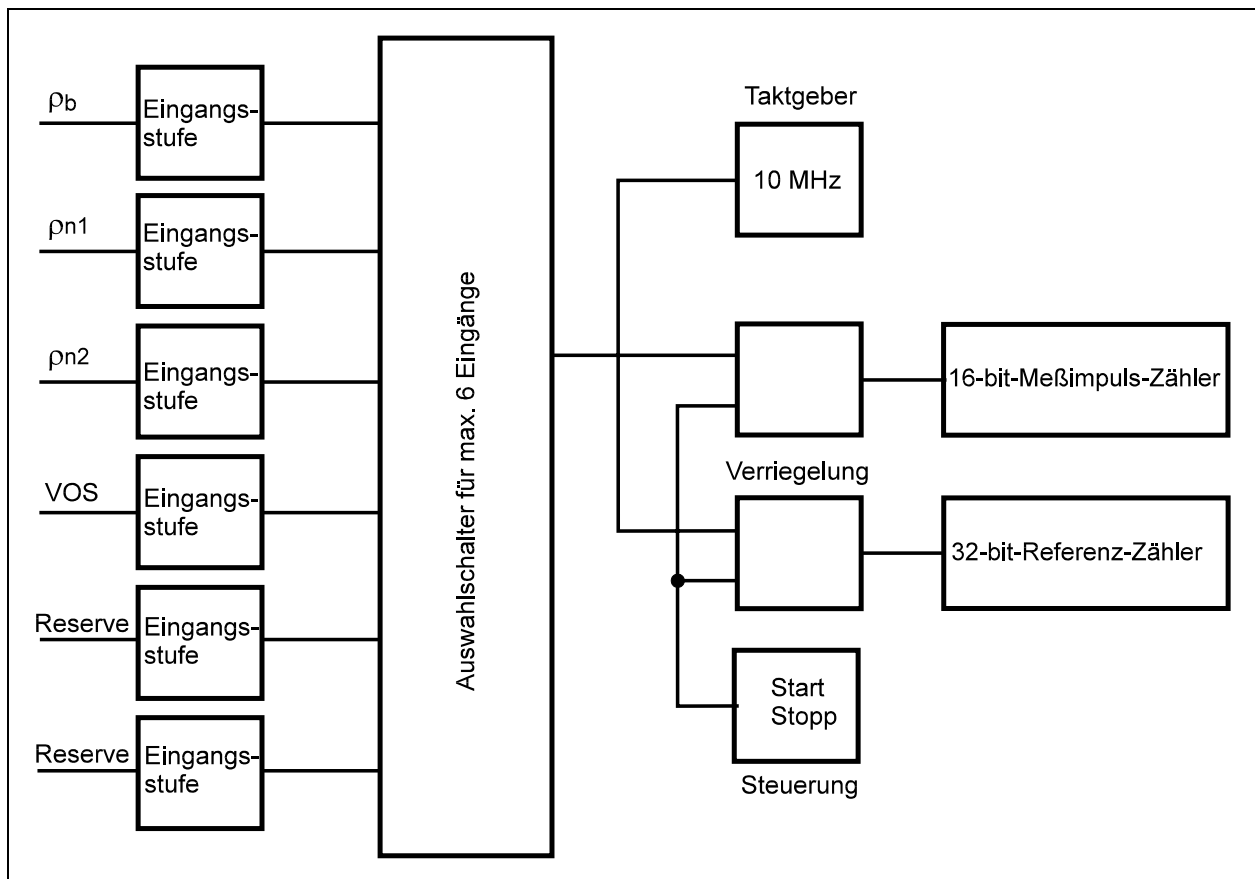 ρb
Eingangs-
stufe
ρn1
Eingangs-
stufe
ρn2
Eingangs-
stufe
VOS
Eingangs-
stufe
Reserve
Eingangs-
stufe
Reserve
Eingangs-
stufe
Auswahlschalter für max. 6 Eingänge
Taktgeber
10 MHz
16-bit-Meßimpuls-Zähler
Verriegelung
32-bit-Referenz-Zähler
Start
Stopp
Steuerung